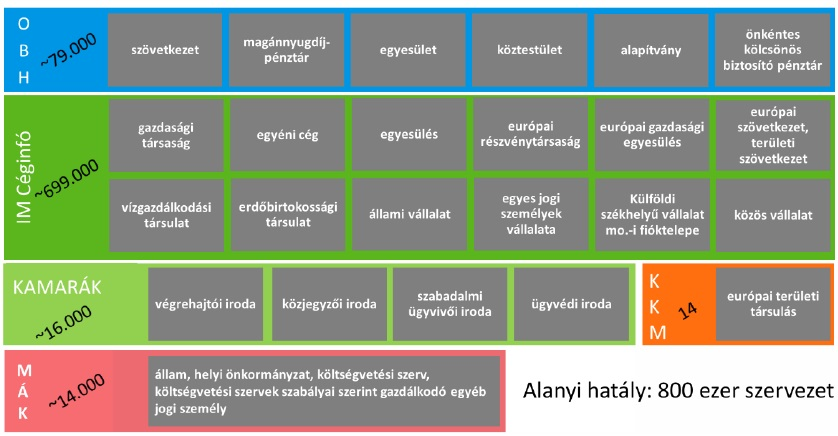 O
B
H
~79.000
szövetkezet
magánnyugdíj-
pénztár
egyesület
köztestület
alapítvány
önkéntes
kölcsönös
biztosító pénztár
IM Céginfó
~699.000
gazdasági
társaság
egyéni cég
egyesülés
európai
részvénytársaság
európai gazdasági
egyesülés
európai
szövetkezet,
területi
szövetkezet
vízgazdálkodási
társulat
erdőbirtokossági
társulat
állami vállalat
egyes jogi
személyek
vállalata
Külföldi
székhelyű vállalat
mo.-i fióktelepe
közös vállalat
KAMARÁK
~16.000
végrehajtói iroda
közjegyzői iroda
szabadalmi
ügyvivői iroda
ügyvédi iroda
K
K
M
14
európai területi
társulás
M
Á
K
~14.000
állam, helyi önkormányzat, költségvetési szerv,
költségvetési szervek szabályai szerint gazdálkodó egyéb
jogi személy
Alanyi hatály: 800 ezer szervezet